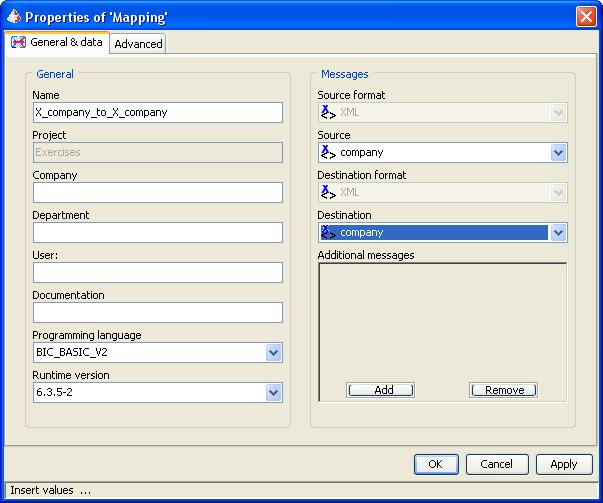 Properties of 'Mapping'
General & data
Advanced
General
Name
X_company_to_X_company
Project
Exercises
Company
Department
User:
Documentation
Programming language
BIC_BASIC_V2
Runtime version
6.3.5-2
Messages
Source format
XML
Source
company
Destination format
XML
Destination
company
Additional messages
Add
Remove
OK
Cancel
Apply
Insert values ...